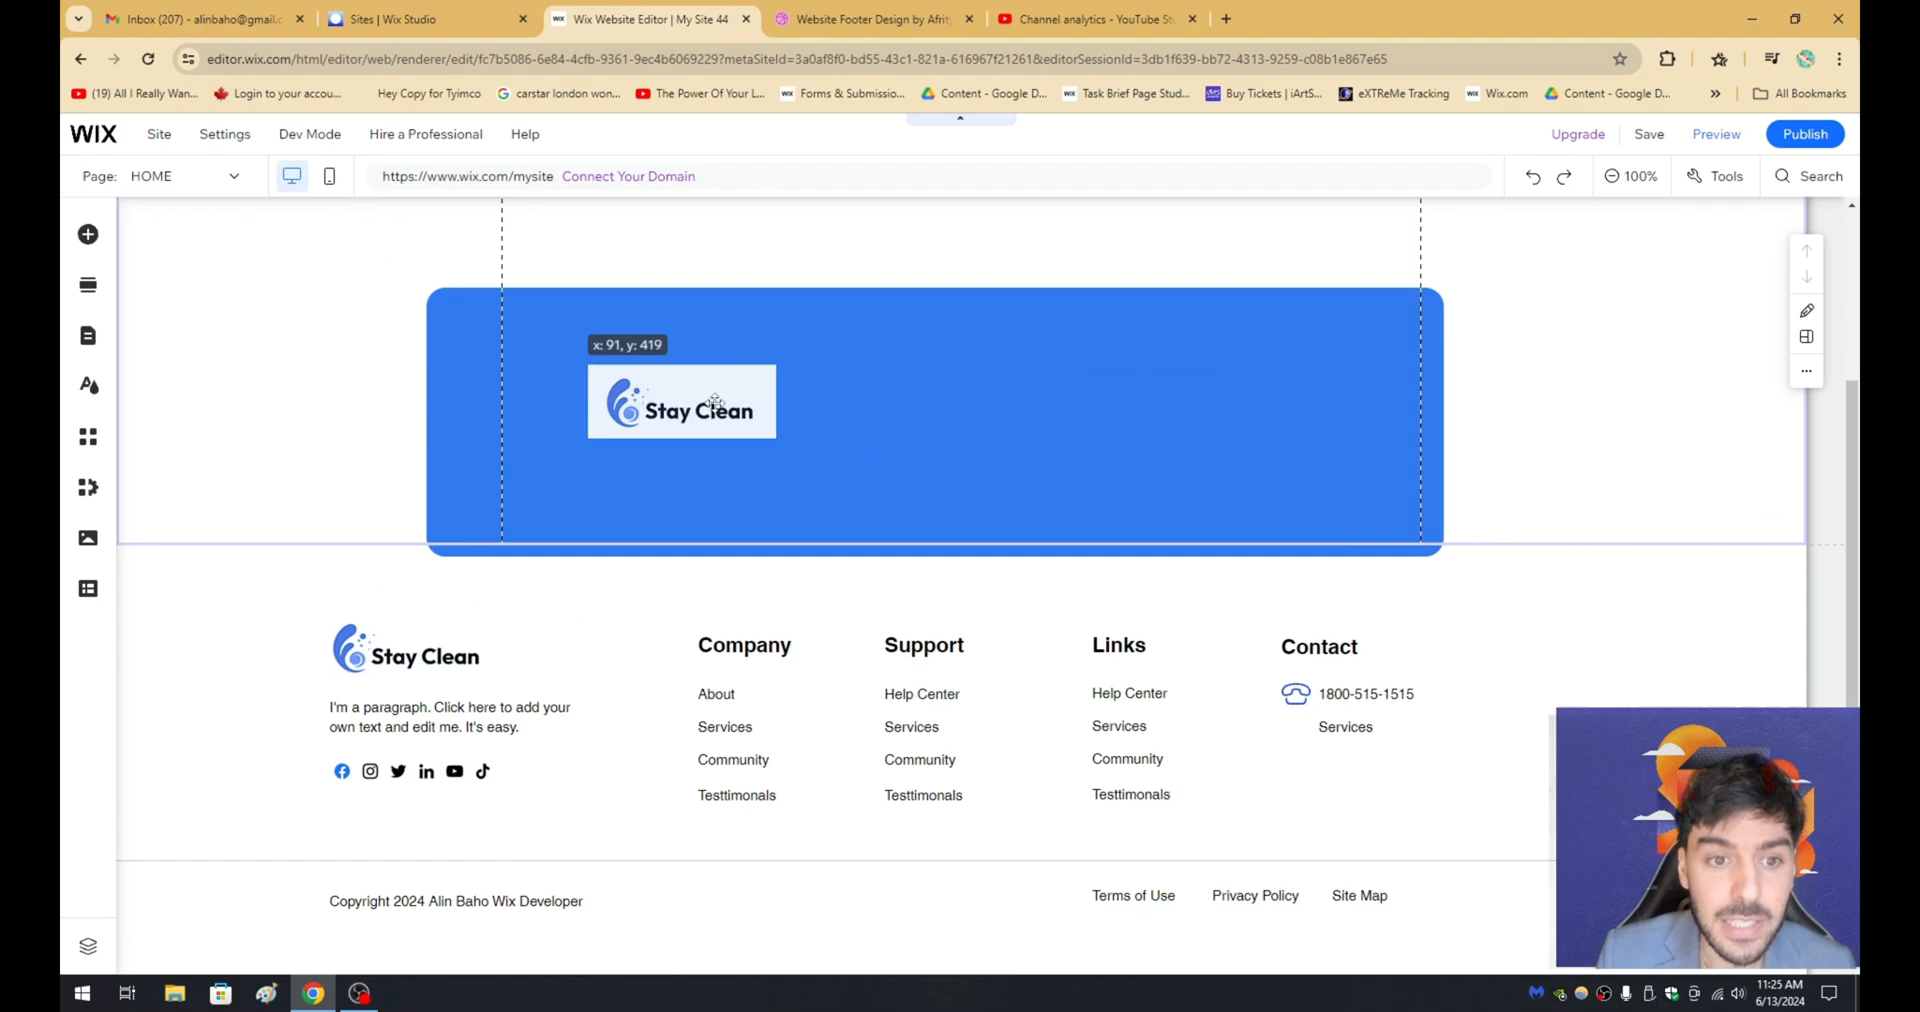 Inbox (207) - alinbaho@gmail.c
Sites | Wix Studio
WIX Wix Website Editor | My Site 44
Website Footer Design by Afrity
Channel analytics - YouTube St
editor.wix.com/html/editor/web/renderer/edit/fc7b5086-6e84-4cfb-9361-9ec4b6069229?metaSiteId=3a0af8f0-bd55-43c1-821a-616967f21261&editorSessionId=3db1f639-bb72-4313-9259-c08b1e867e65
(19) All I Really Wan...
Login to your accou...
Hey Copy for Tyimco
carstar london won...
The Power Of Your L...
WIX Forms & Submissio...
Content - Google D...
WIX Task Brief Page Stud...
Buy Tickets | iArtS...
eXTReMe Tracking
WIX Wix.com
Content - Google D...
All Bookmarks
WIX Site Settings Dev Mode Hire a Professional Help
Upgrade Save Preview Publish
Page: HOME
https://www.wix.com/mysite Connect Your Domain
100% Tools Search
x: 91, y: 419
Stay Clean
Stay Clean
I'm a paragraph. Click here to add your
own text and edit me. It's easy.
Company
About
Services
Community
Testtimonals
Support
Help Center
Services
Community
Testtimonals
Links
Help Center
Services
Community
Testtimonals
Contact
1800-515-1515
Services
Copyright 2024 Alin Baho Wix Developer
Terms of Use Privacy Policy Site Map
11:25 AM
6/13/2024